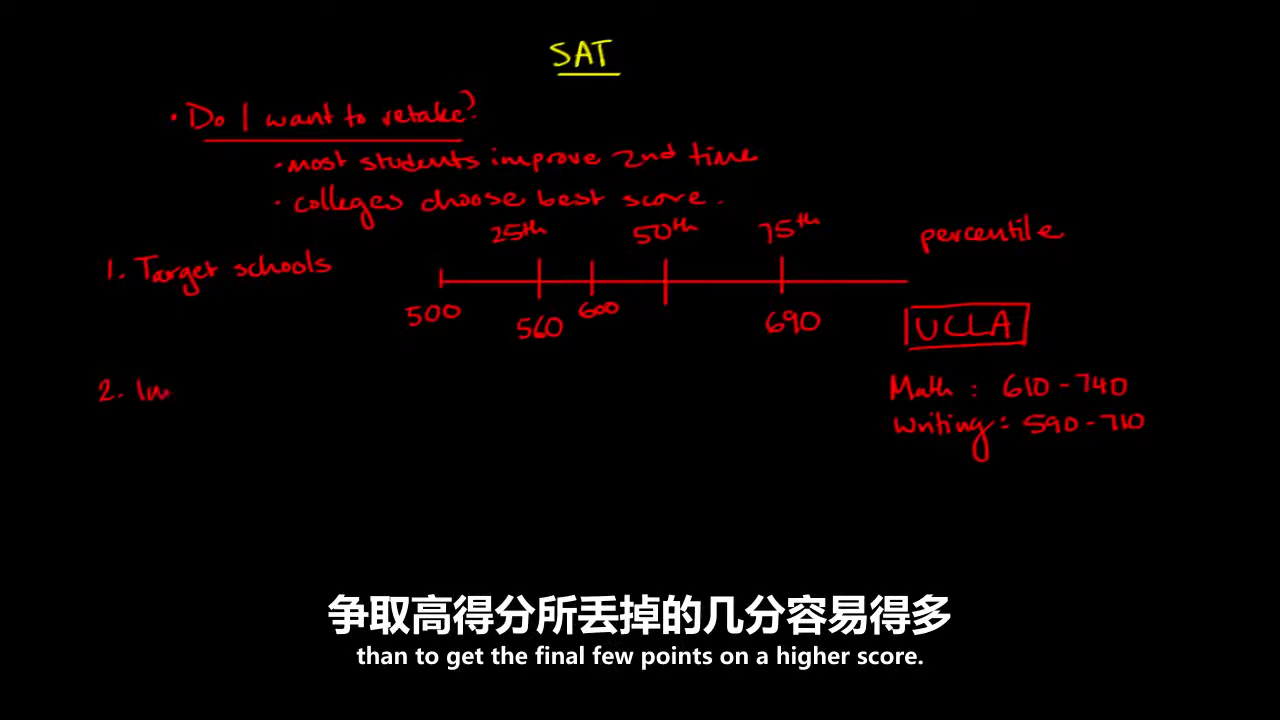 SAT
• Do I want to retake?
• most students improve 2nd time
• colleges choose best score.
25th 50th 75th percentile
1. Target schools
500 560 600 690 UCLA
2. Im
Math: 610-740
Writing: 590-710
争取高得分所丢掉的几分容易得多
than to get the final few points on a higher score.